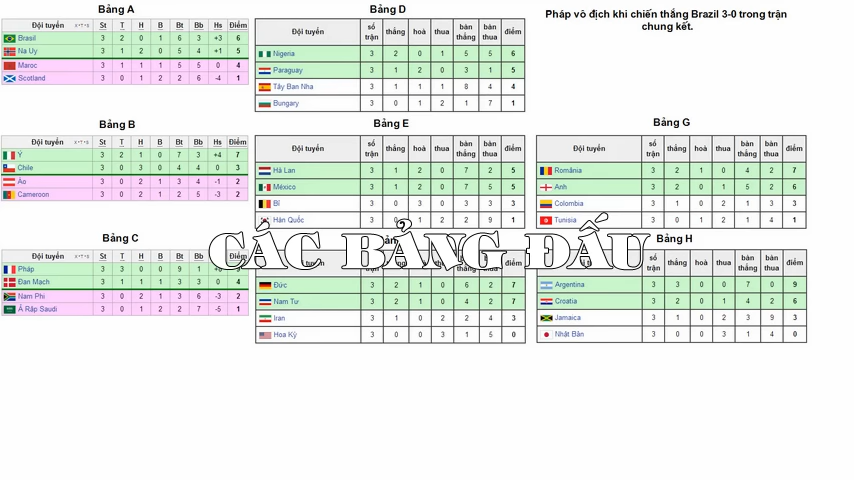 Bảng A
Đội tuyển St T H B Bt Bb Hs Điểm
Brasil 3 2 0 1 6 3 +3 6
Na Uy 3 1 2 0 5 4 +1 5
Maroc 3 1 1 1 5 5 0 4
Scotland 3 0 1 2 2 6 -4 1
Bảng B
Đội tuyển St T H B Bt Bb Hs Điểm
Ý 3 2 1 0 7 3 +4 7
Chile 3 0 3 0 4 4 0 3
Áo 3 0 2 1 3 4 -1 2
Cameroon 3 0 2 1 2 5 -3 2
Bảng C
Đội tuyển St T H B Bt Bb Hs Điểm
Pháp 3 3 0 0 9 1
Đan Mạch 3 1 1 1 3 3 0 4
Nam Phi 3 0 2 1 3 6 -3 2
Ả Rập Saudi 3 0 1 2 2 7 -5 1
Bảng D
Đội tuyển số trận thắng hoà thua bàn thắng bàn thua điểm
Nigeria 3 2 0 1 5 5 6
Paraguay 3 1 2 0 3 1 5
Tây Ban Nha 3 1 1 1 8 4 4
Bungary 3 0 1 2 1 7 1
Bảng E
Đội tuyển số trận thắng hoà thua bàn thắng bàn thua điểm
Hà Lan 3 1 2 0 7 2 5
México 3 1 2 0 7 5 5
Bỉ 3 0 3 0 3 3 3
Hàn Quốc 3 0 1 2 2 9 1
CÁC BẢNG ĐẤU
Đức 3 2 1 0 6 2 7
Nam Tư 3 2 1 0 4 2 7
Iran 3 1 0 2 2 4 3
Hoa Kỳ 3 0 0 3 1 5 0
Pháp vô địch khi chiến thắng Brazil 3-0 trong trận
chung kết.
Bảng G
Đội tuyển số trận thắng hoà thua bàn thắng bàn thua điểm
România 3 2 1 0 4 2 7
Anh 3 2 0 1 5 2 6
Colombia 3 1 0 2 1 3 3
Tunisia 3 0 1 2 1 4 1
Bảng H
số trận thắng hoà thua bàn thắng bàn thua điểm
Argentina 3 3 0 0 7 0 9
Croatia 3 2 0 1 4 2 6
Jamaica 3 1 0 2 3 9 3
Nhật Bản 3 0 0 3 1 4 0